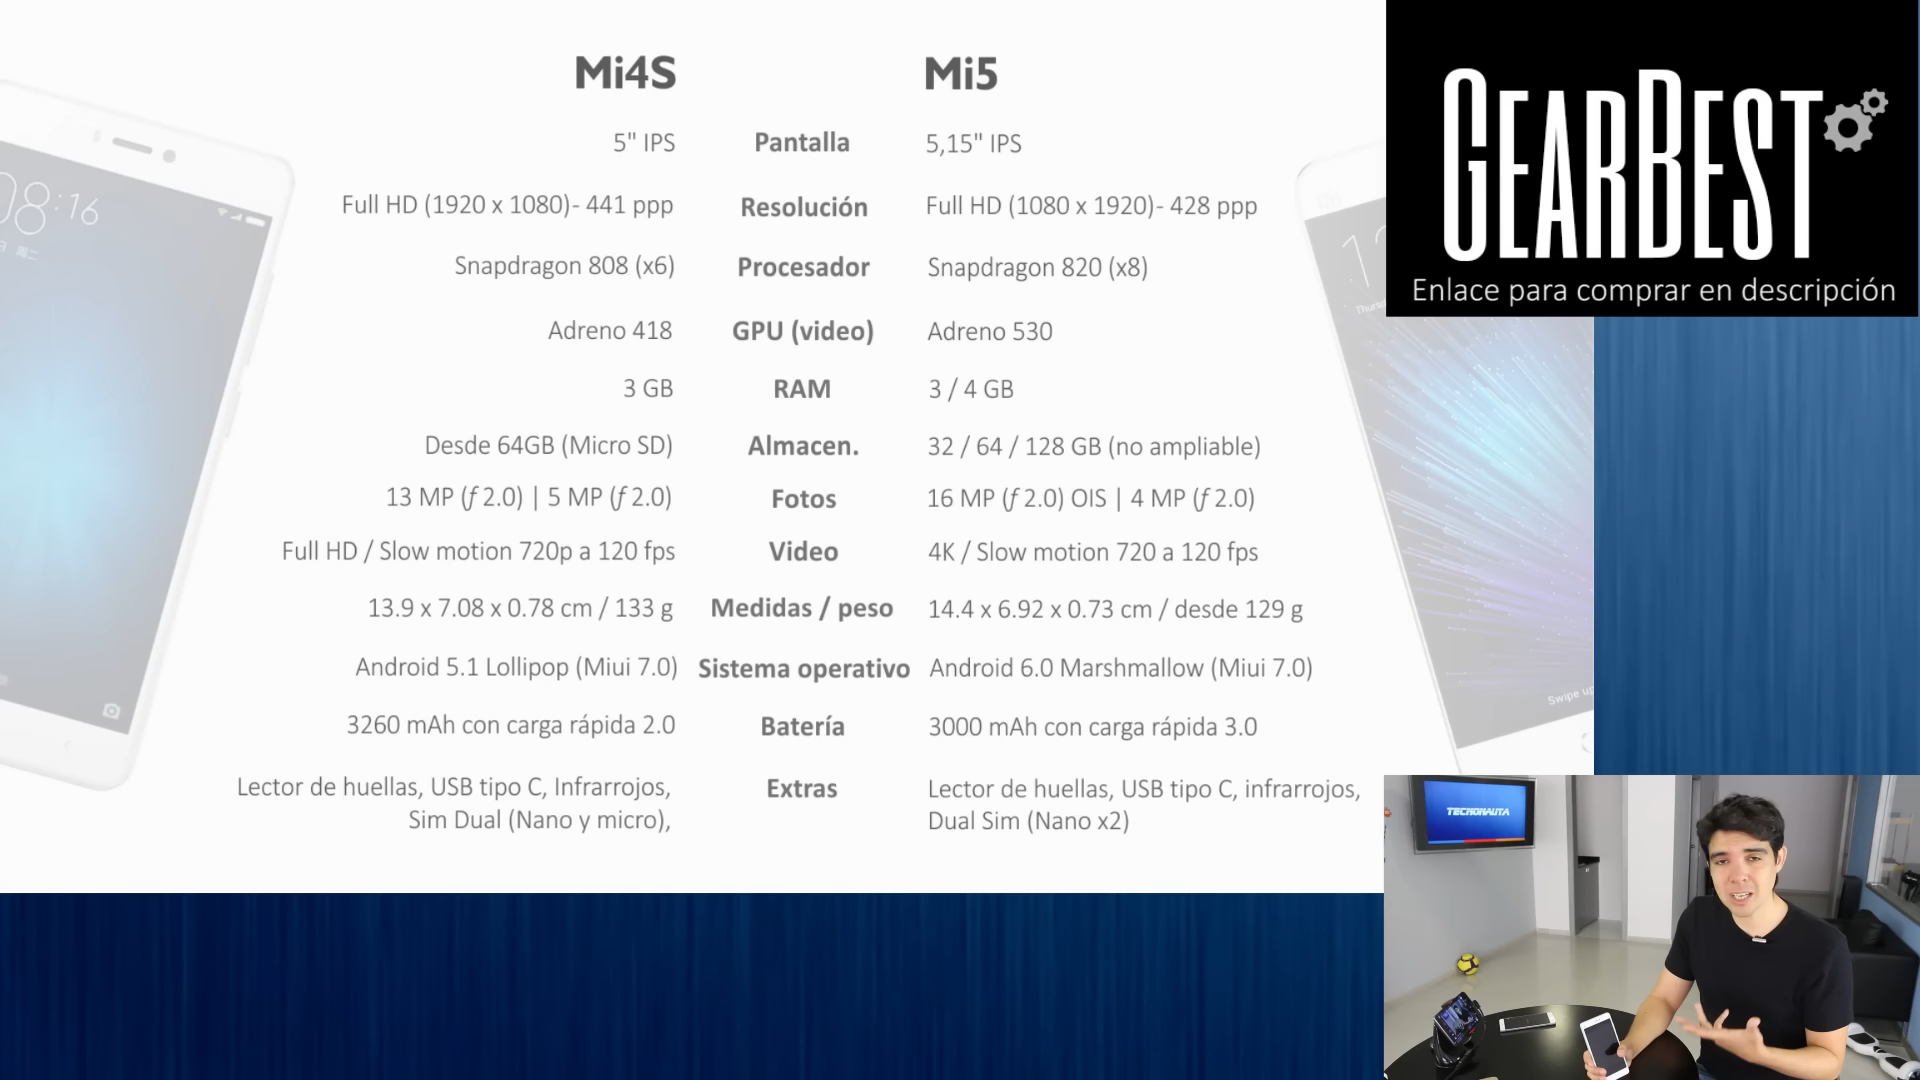 Mi4S Mi5
5" IPS Pantalla 5,15" IPS
Full HD (1920 x 1080)- 441 ppp Resolución Full HD (1080 x 1920)- 428 ppp
Snapdragon 808 (x6) Procesador Snapdragon 820 (x8)
Adreno 418 GPU (video) Adreno 530
3 GB RAM 3 / 4 GB
Desde 64GB (Micro SD) Almacen. 32 / 64 / 128 GB (no ampliable)
13 MP (ƒ 2.0) | 5 MP (ƒ 2.0) Fotos 16 MP (ƒ 2.0) OIS | 4 MP (ƒ 2.0)
Full HD / Slow motion 720p a 120 fps Video 4K / Slow motion 720 a 120 fps
13.9 x 7.08 x 0.78 cm / 133 g Medidas / peso 14.4 x 6.92 x 0.73 cm / desde 129 g
Android 5.1 Lollipop (Miui 7.0) Sistema operativo Android 6.0 Marshmallow (Miui 7.0)
3260 mAh con carga rápida 2.0 Batería 3000 mAh con carga rápida 3.0
Lector de huellas, USB tipo C, Infrarrojos, Extras Lector de huellas, USB tipo C, infrarrojos,
Sim Dual (Nano y micro), Dual Sim (Nano x2)
GEARBEST
Enlace para comprar en descripción
08:16
Swipe up
TECNONAUTA